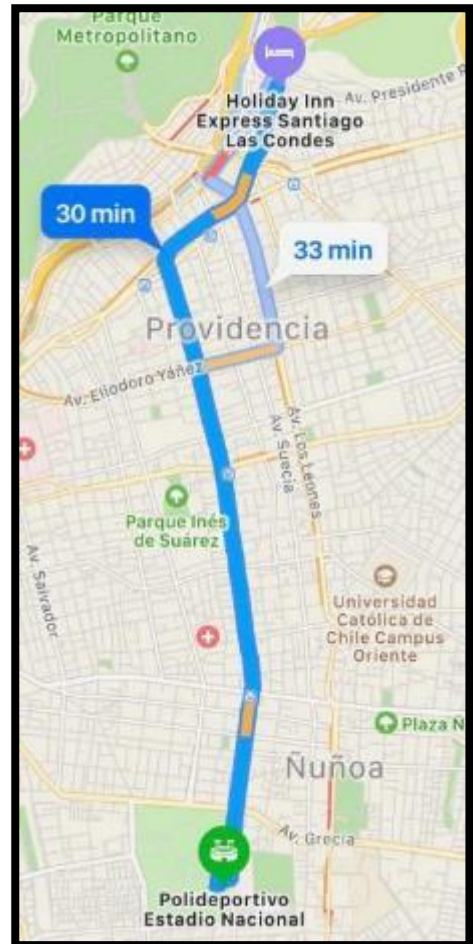 Parque
Metropolitano
Holiday Inn
Express Santiago
Las Condes
Av. Presidente R
30 min
33 min
Providencia
Av. Eliodoro Yáñez
Av. Los Leones
Av. Suecia
Parque Inés
de Suárez
Av. Salvador
Universidad
Católica de
Chile Campus
Oriente
Plaza N
Ñuñoa
Av. Grecia
Polideportivo
Estadio Nacional